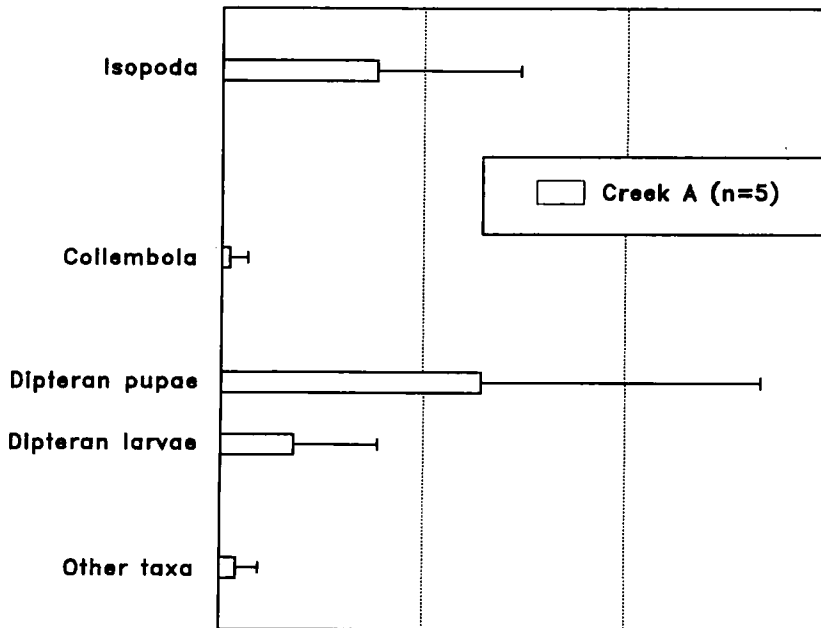 Isopoda
Creek A (n=5)
Collembola
Dipteran pupae
Dipteran larvae
Other taxa